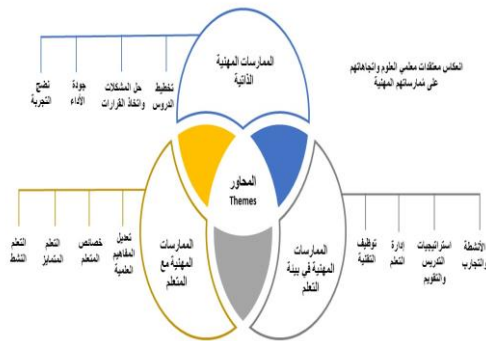 الممارسات المهنية
الذاتية
انعكاس معتقدات معلمي العلوم واتجاهاتهم
على ممارساتهم المهنية
تخطيط
الدروس
حل المشكلات
واتخاذ القرارات
جودة
الأداء
نضج
التجربة
المحاور
Themes
الممارسات
المهنية في بيئة
التعلم
الممارسات
المهنية مع
المتعلم
الأنشطة
والتجارب
استراتيجيات
التدريس
والتقويم
إدارة
التعلم
توظيف
التقنية
تعديل
المفاهيم
العلمية
خصائص
المتعلم
التعلم
المتمايز
التعلم
النشط